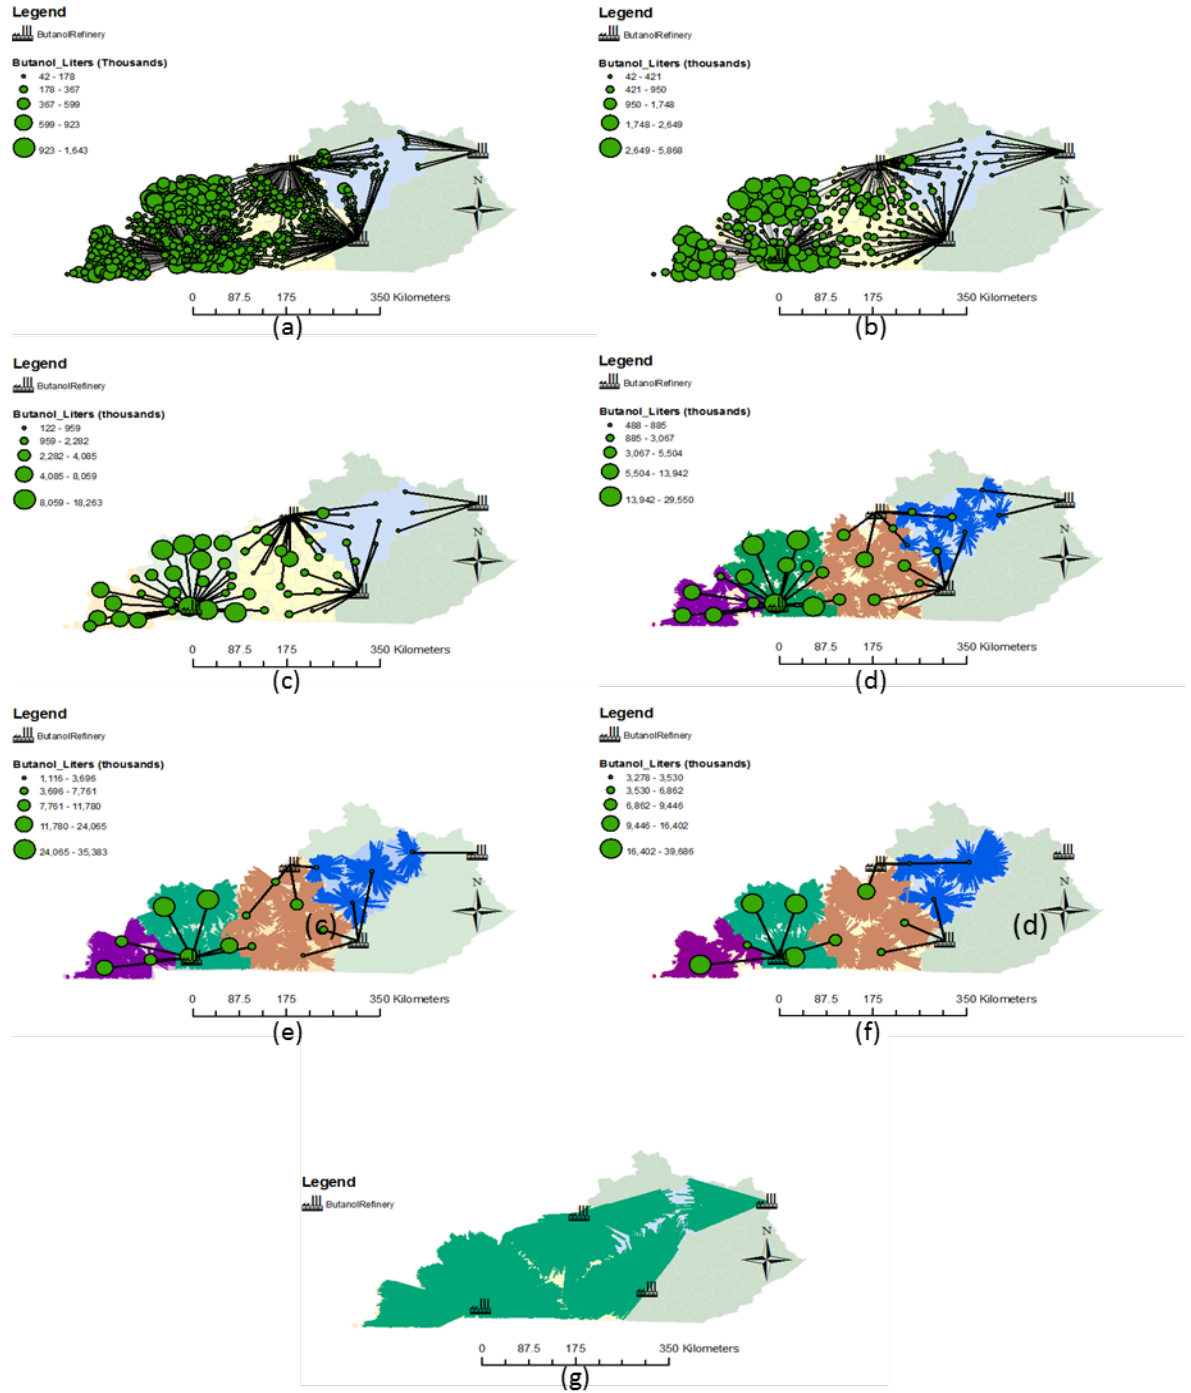 Legend
ButanolRefinery
Butanol_Liters (Thousands)
42 - 178
178 - 367
367 - 599
599 - 923
923 - 1,643
N
0 87.5 175 350 Kilometers
(a)
Legend
ButanolRefinery
Butanol_Liters (thousands)
42 - 421
421 - 950
950 - 1,748
1,748 - 2,649
2,649 - 5,868
N
0 87.5 175 350 Kilometers
(b)
Legend
ButanolRefinery
Butanol_Liters (thousands)
122 - 959
959 - 2,282
2,282 - 4,085
4,085 - 8,059
8,059 - 18,263
N
0 87.5 175 350 Kilometers
(c)
Legend
ButanolRefinery
Butanol_Liters (thousands)
488 - 885
885 - 3,067
3,067 - 5,504
5,504 - 13,942
13,942 - 29,550
N
0 87.5 175 350 Kilometers
(d)
Legend
ButanolRefinery
Butanol_Liters (thousands)
1,116 - 3,696
3,696 - 7,761
7,761 - 11,780
11,780 - 24,065
24,065 - 35,383
N
(c)
0 87.5 175 350 Kilometers
(e)
Legend
ButanolRefinery
Butanol_Liters (thousands)
3,278 - 3,530
3,530 - 6,862
6,862 - 9,446
9,446 - 16,402
16,402 - 39,686
N
(d)
0 87.5 175 350 Kilometers
(f)
Legend
ButanolRefinery
N
0 87.5 175 350 Kilometers
(g)